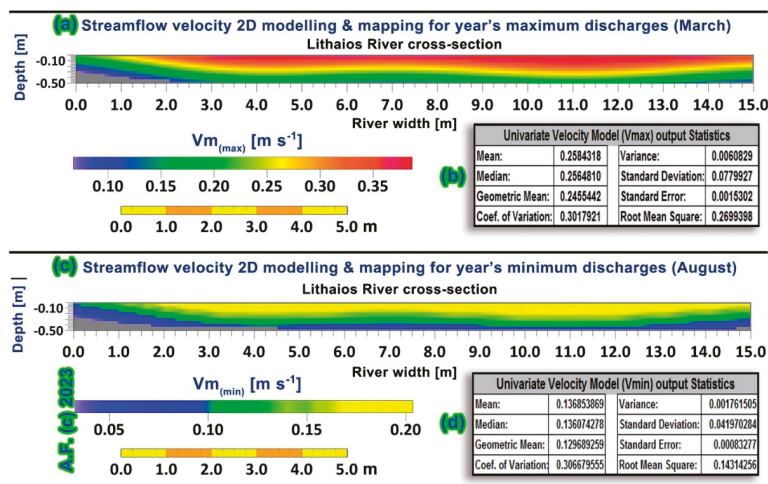 (a) Streamflow velocity 2D modelling & mapping for year's maximum discharges (March)
Lithaios River cross-section
Depth [m]
-0.10
-0.50
0.0 1.0 2.0 3.0 4.0 5.0 6.0 7.0 8.0 9.0 10.0 11.0 12.0 13.0 14.0 15.0
River width [m]
Vm(max) [m s-1]
0.10 0.15 0.20 0.25 0.30 0.35
0.0 1.0 2.0 3.0 4.0 5.0 m
(b)
Univariate Velocity Model (Vmax) output Statistics
Mean: 0.2584318 Variance: 0.0060829
Median: 0.2564810 Standard Deviation: 0.0779927
Geometric Mean: 0.2455442 Standard Error: 0.0015302
Coef. of Variation: 0.3017921 Root Mean Square: 0.2699398
(c) Streamflow velocity 2D modelling & mapping for year's minimum discharges (August)
Lithaios River cross-section
Depth [m]
-0.10
-0.50
0.0 1.0 2.0 3.0 4.0 5.0 6.0 7.0 8.0 9.0 10.0 11.0 12.0 13.0 14.0 15.0
River width [m]
Vm(min) [m s-1]
0.05 0.10 0.15 0.20
0.0 1.0 2.0 3.0 4.0 5.0 m
A.F. (c) 2023
(d)
Univariate Velocity Model (Vmin) output Statistics
Mean: 0.136853869 Variance: 0.001761505
Median: 0.136074278 Standard Deviation: 0.041970284
Geometric Mean: 0.129689259 Standard Error: 0.00083277
Coef. of Variation: 0.306679555 Root Mean Square: 0.14314256